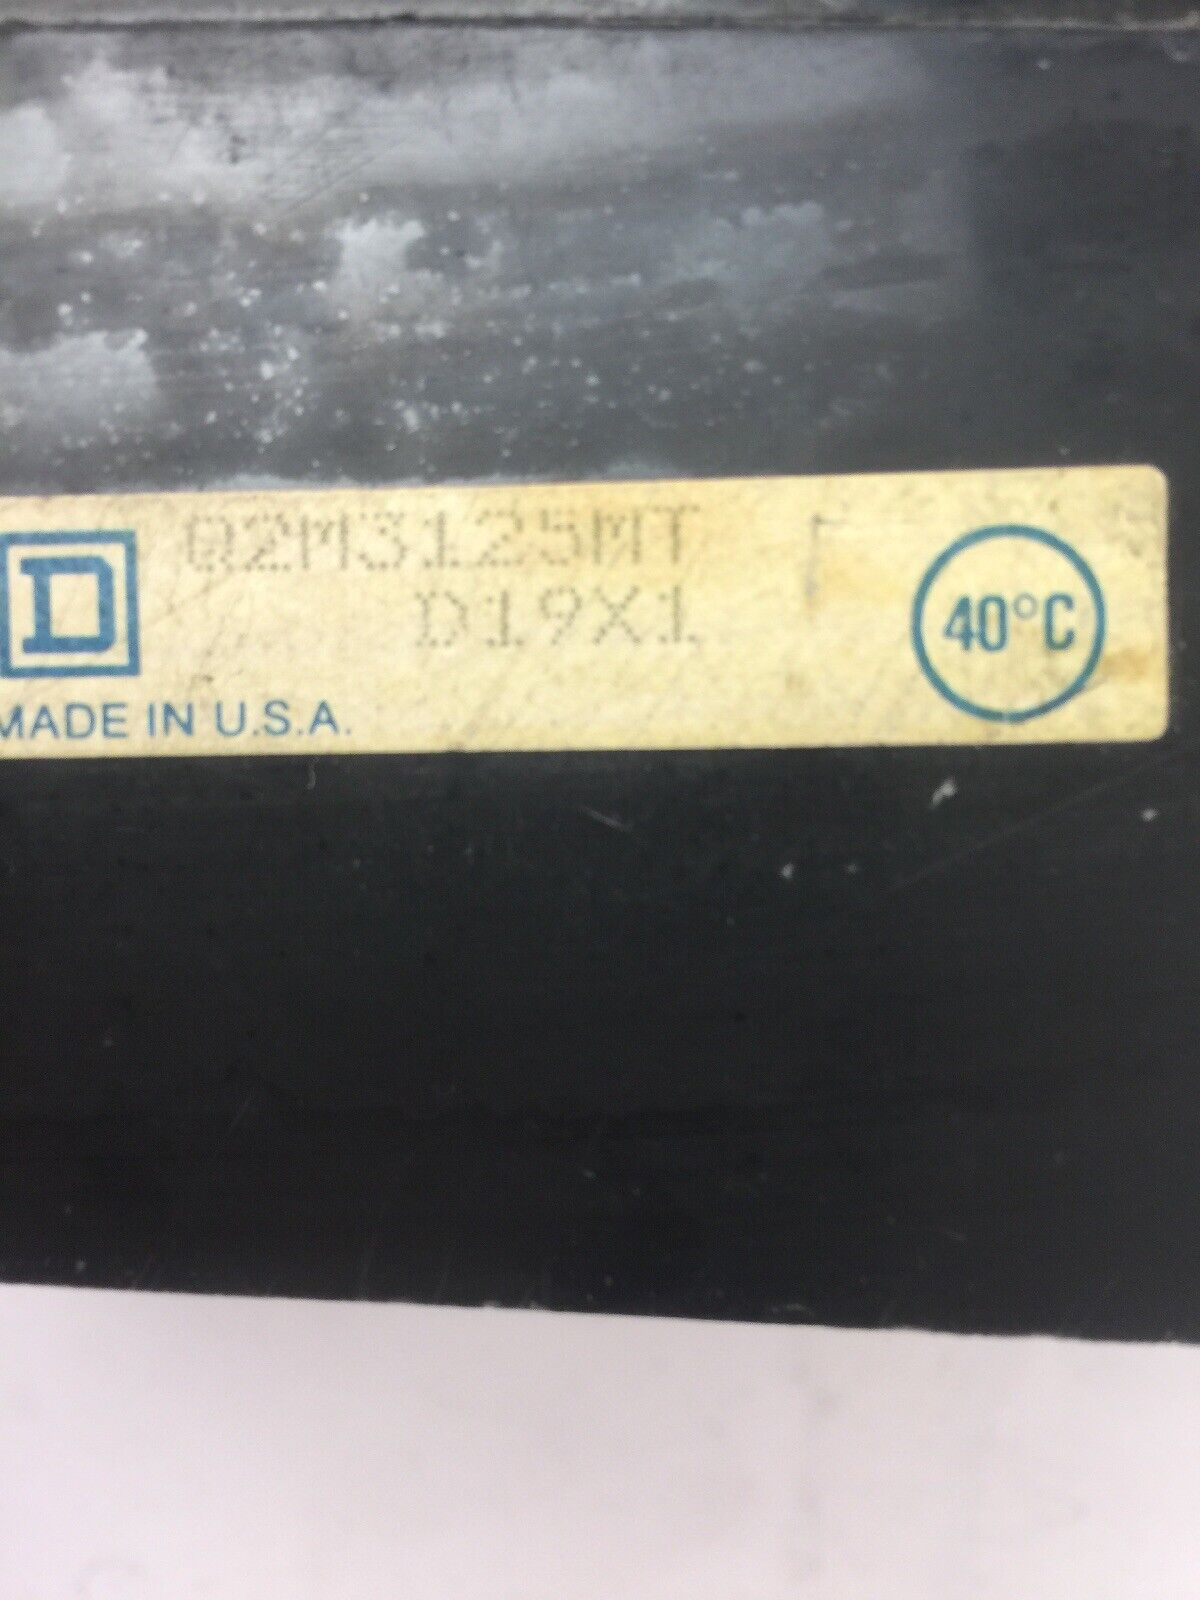 D Q2M3125MT
D19X1
40°C
MADE IN U.S.A.